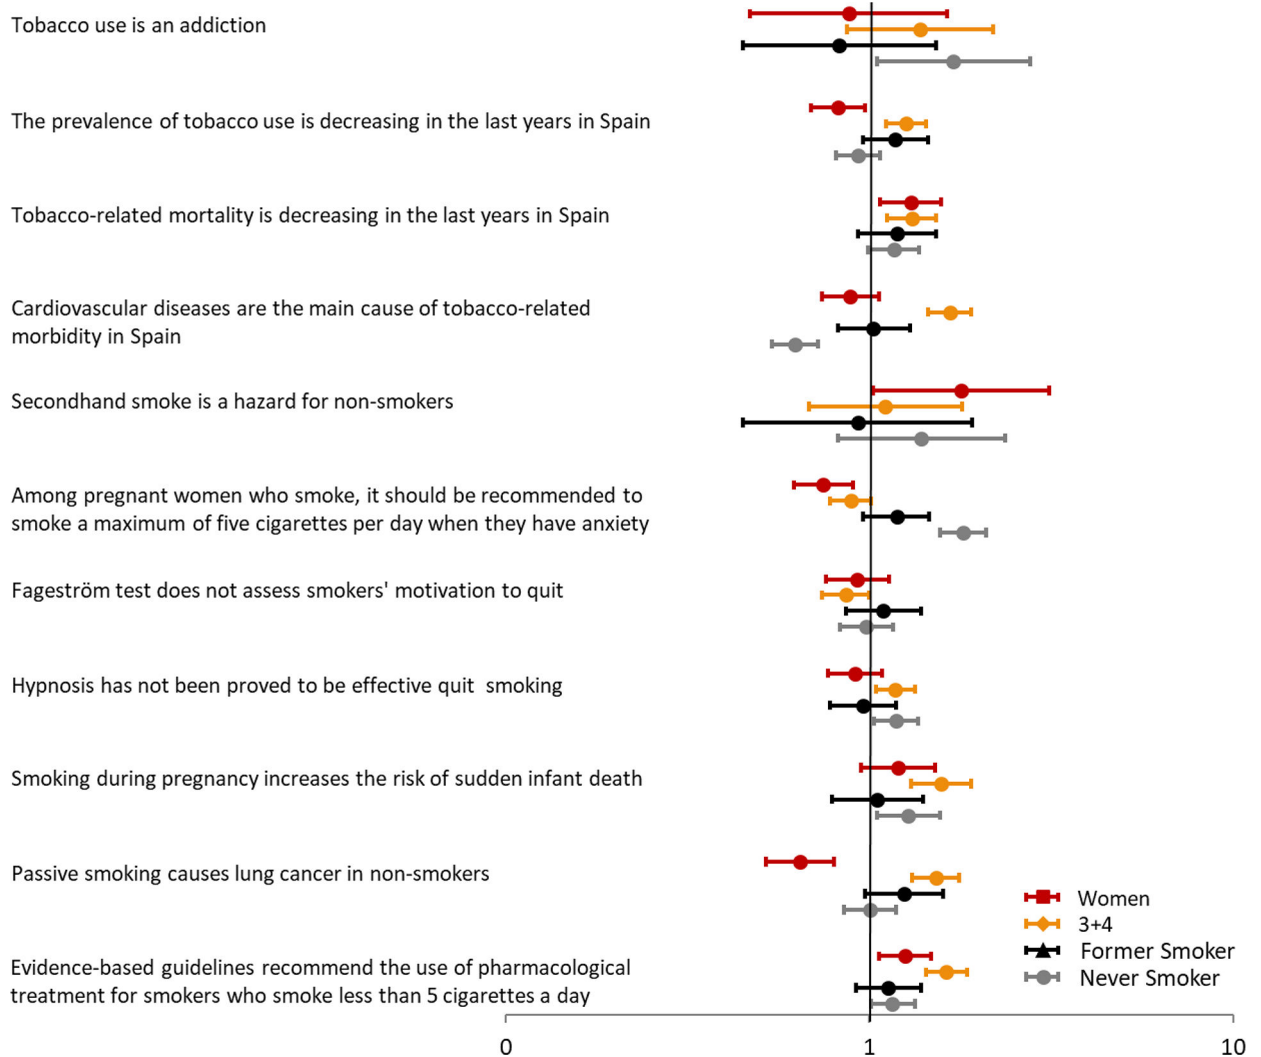 Tobacco use is an addiction
The prevalence of tobacco use is decreasing in the last years in Spain
Tobacco-related mortality is decreasing in the last years in Spain
Cardiovascular diseases are the main cause of tobacco-related
morbidity in Spain
Secondhand smoke is a hazard for non-smokers
Among pregnant women who smoke, it should be recommended to
smoke a maximum of five cigarettes per day when they have anxiety
Fageström test does not assess smokers' motivation to quit
Hypnosis has not been proved to be effective quit  smoking
Smoking during pregnancy increases the risk of sudden infant death
Passive smoking causes lung cancer in non-smokers
Women
3+4
Former Smoker
Never Smoker
Evidence-based guidelines recommend the use of pharmacological
treatment for smokers who smoke less than 5 cigarettes a day
0 1 10